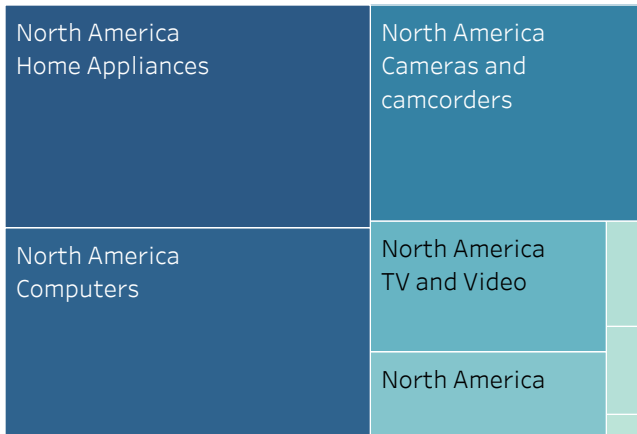 North America
Home Appliances
North America
Computers
North America
Cameras and
camcorders
North America
TV and Video
North America